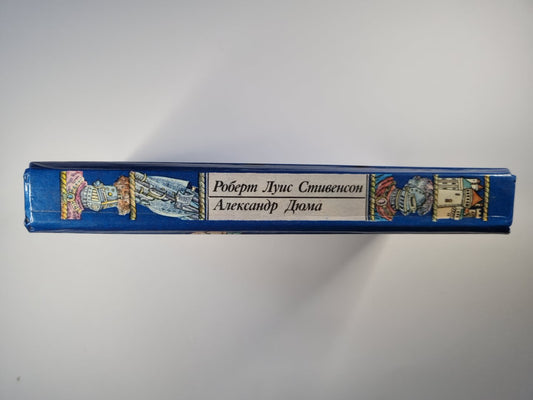 Роберт Луис Стивенсон
Александр Дюма